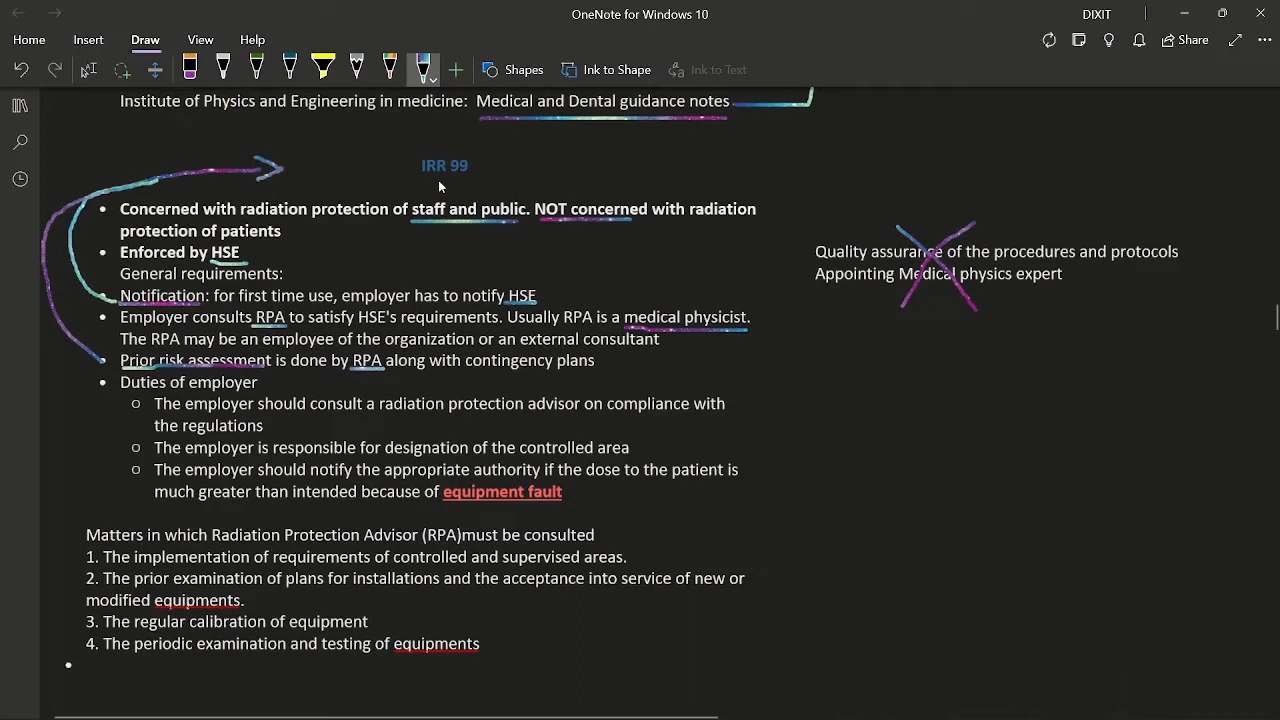 OneNote for Windows 10
DIXIT
Home Insert Draw View Help
Share
Shapes Ink to Shape Ink to Text
Institute of Physics and Engineering in medicine: Medical and Dental guidance notes
IRR 99
• Concerned with radiation protection of staff and public. NOT concerned with radiation
protection of patients
• Enforced by HSE
General requirements:
• Notification: for first time use, employer has to notify HSE
• Employer consults RPA to satisfy HSE's requirements. Usually RPA is a medical physicist.
The RPA may be an employee of the organization or an external consultant
• Prior risk assessment is done by RPA along with contingency plans
• Duties of employer
o The employer should consult a radiation protection advisor on compliance with
the regulations
o The employer is responsible for designation of the controlled area
o The employer should notify the appropriate authority if the dose to the patient is
much greater than intended because of equipment fault
Matters in which Radiation Protection Advisor (RPA)must be consulted
1. The implementation of requirements of controlled and supervised areas.
2. The prior examination of plans for installations and the acceptance into service of new or
modified equipments.
3. The regular calibration of equipment
4. The periodic examination and testing of equipments
•
Quality assurance of the procedures and protocols
Appointing Medical physics expert